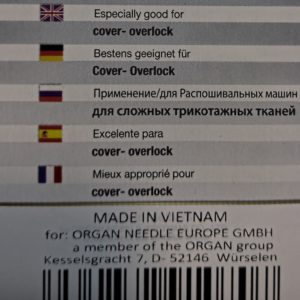 Especially good for
cover- overlock
Bestens geeignet für
Cover- Overlock
Применение/для Распошивальных машин
для сложных трикотажных тканей
Excelente para
cover- overlock
Mieux approprié pour
cover- overlock
MADE IN VIETNAM
for: ORGAN NEEDLE EUROPE GMBH
a member of the ORGAN group
Kesselsgracht 7, D- 52146 Würselen